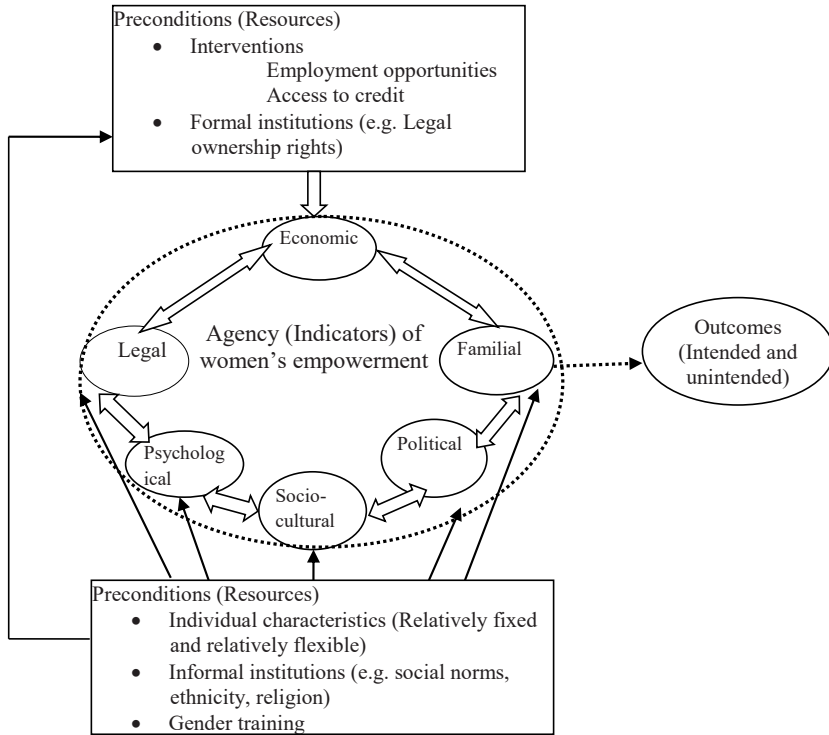 Preconditions (Resources)
• Interventions
Employment opportunities
Access to credit
• Formal institutions (e.g. Legal
ownership rights)
Economic
Legal
Agency (Indicators) of
women's empowerment
Familial
Outcomes
(Intended and
unintended)
Psycholog
ical
Political
Socio-
cultural
Preconditions (Resources)
• Individual characteristics (Relatively fixed
and relatively flexible)
• Informal institutions (e.g. social norms,
ethnicity, religion)
• Gender training